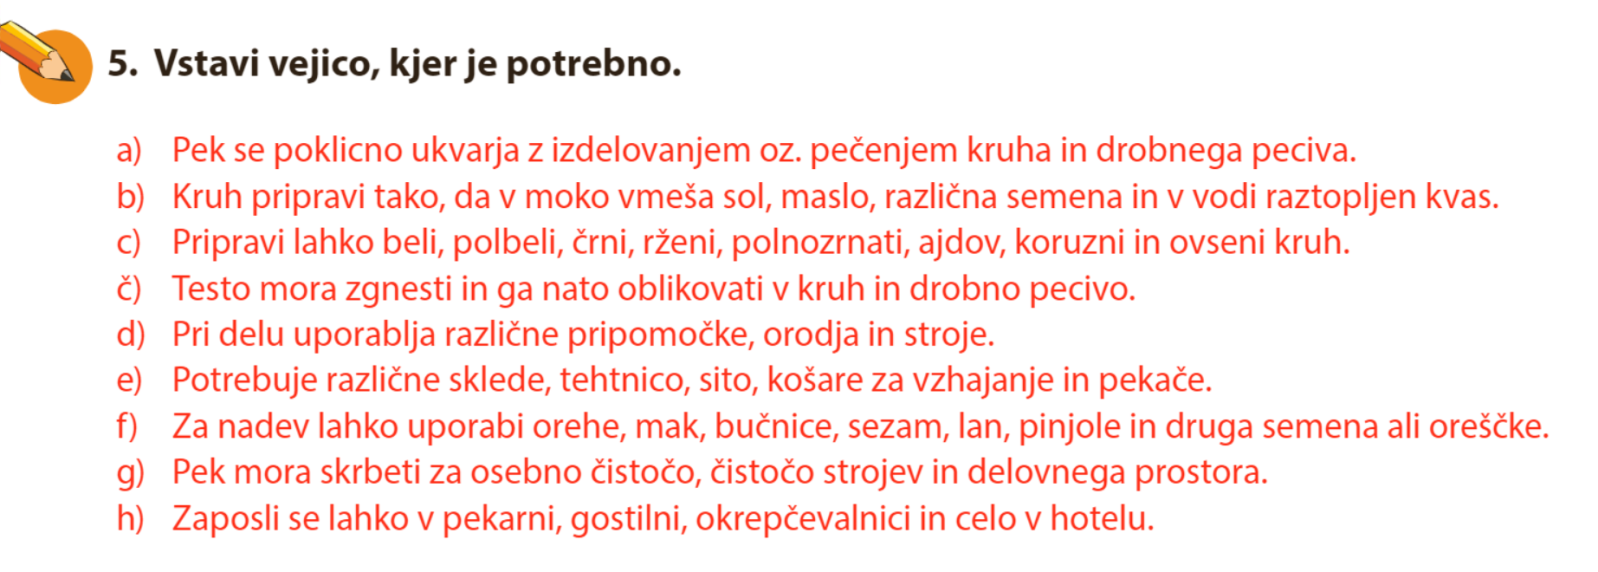 5. Vstavi vejico, kjer je potrebno.
a) Pek se poklicno ukvarja z izdelovanjem oz. pečenjem kruha in drobnega peciva.
b) Kruh pripravi tako, da v moko vmeša sol, maslo, različna semena in v vodi raztopljen kvas.
c) Pripravi lahko beli, polbeli, črni, rženi, polnozrnati, ajdov, koruzni in ovseni kruh.
č) Testo mora zgnesti in ga nato oblikovati v kruh in drobno pecivo.
d) Pri delu uporablja različne pripomočke, orodja in stroje.
e) Potrebuje različne sklede, tehtnico, sito, košare za vzhajanje in pekače.
f) Za nadev lahko uporabi orehe, mak, bučnice, sezam, lan, pinjole in druga semena ali oreščke.
g) Pek mora skrbeti za osebno čistočo, čistočo strojev in delovnega prostora.
h) Zaposli se lahko v pekarni, gostilni, okrepčevalnici in celo v hotelu.